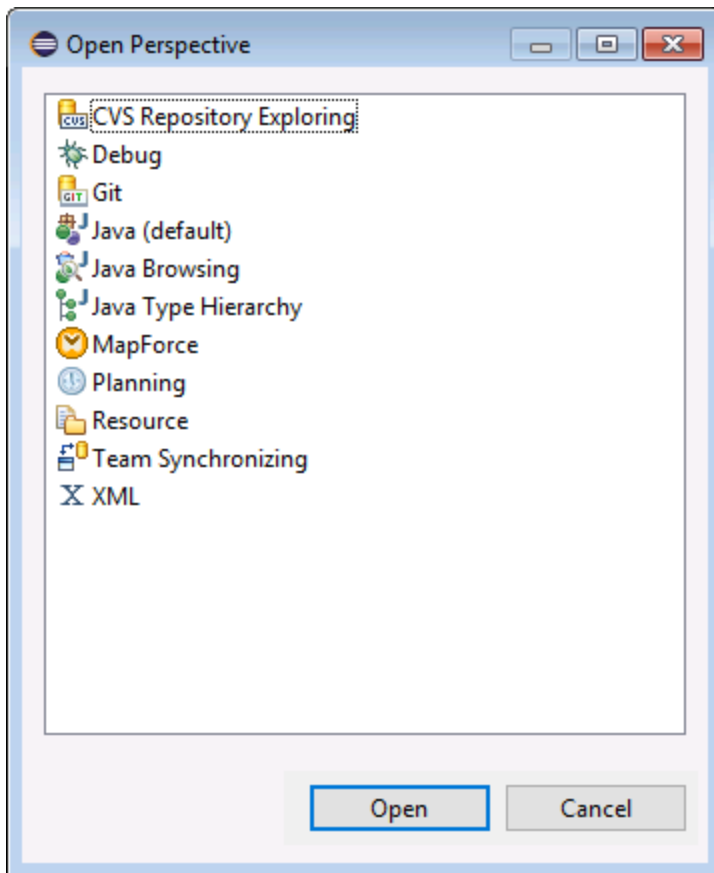 Open Perspective
CVS Repository Exploring
Debug
GIT Git
Java (default)
Java Browsing
Java Type Hierarchy
MapForce
Planning
Resource
Team Synchronizing
X XML
Open Cancel